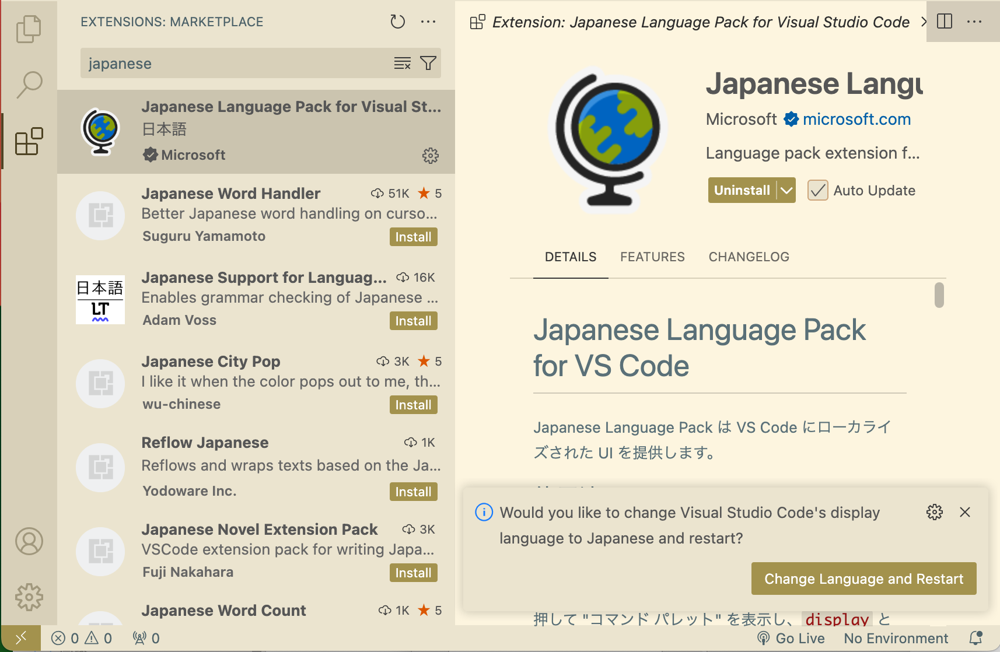 EXTENSIONS: MARKETPLACE
japanese
Japanese Language Pack for Visual St...
日本語
Microsoft
Japanese Word Handler 51K ★ 5
Better Japanese word handling on curso...
Suguru Yamamoto Install
日本語
LT
Japanese Support for Languag... 16K
Enables grammar checking of Japanese ...
Adam Voss Install
Japanese City Pop 3K ★ 5
I like it when the color pops out to me, th...
wu-chinese Install
Reflow Japanese 1K
Reflows and wraps texts based on the Ja...
Yodoware Inc. Install
Japanese Novel Extension Pack 3K
VSCode extension pack for writing Japa...
Fuji Nakahara Install
Japanese Word Count 1K ★ 5
Extension: Japanese Language Pack for Visual Studio Code
Japanese Langu
Microsoft microsoft.com
Language pack extension f...
Uninstall Auto Update
DETAILS FEATURES CHANGELOG
Japanese Language Pack
for VS Code
Japanese Language Pack は VS Code にローカライ
ズされた UI を提供します。
Would you like to change Visual Studio Code's display
language to Japanese and restart?
Change Language and Restart
押して "コマンド パレット" を表示し、 display と
0 0 0 Go Live No Environment